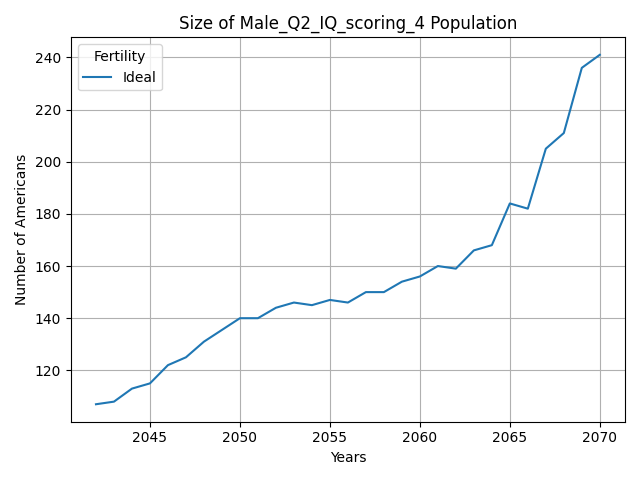 Size of Male_Q2_IQ_scoring_4 Population
Fertility
Ideal
Number of Americans
240
220
200
180
160
140
120
2045 2050 2055 2060 2065 2070
Years